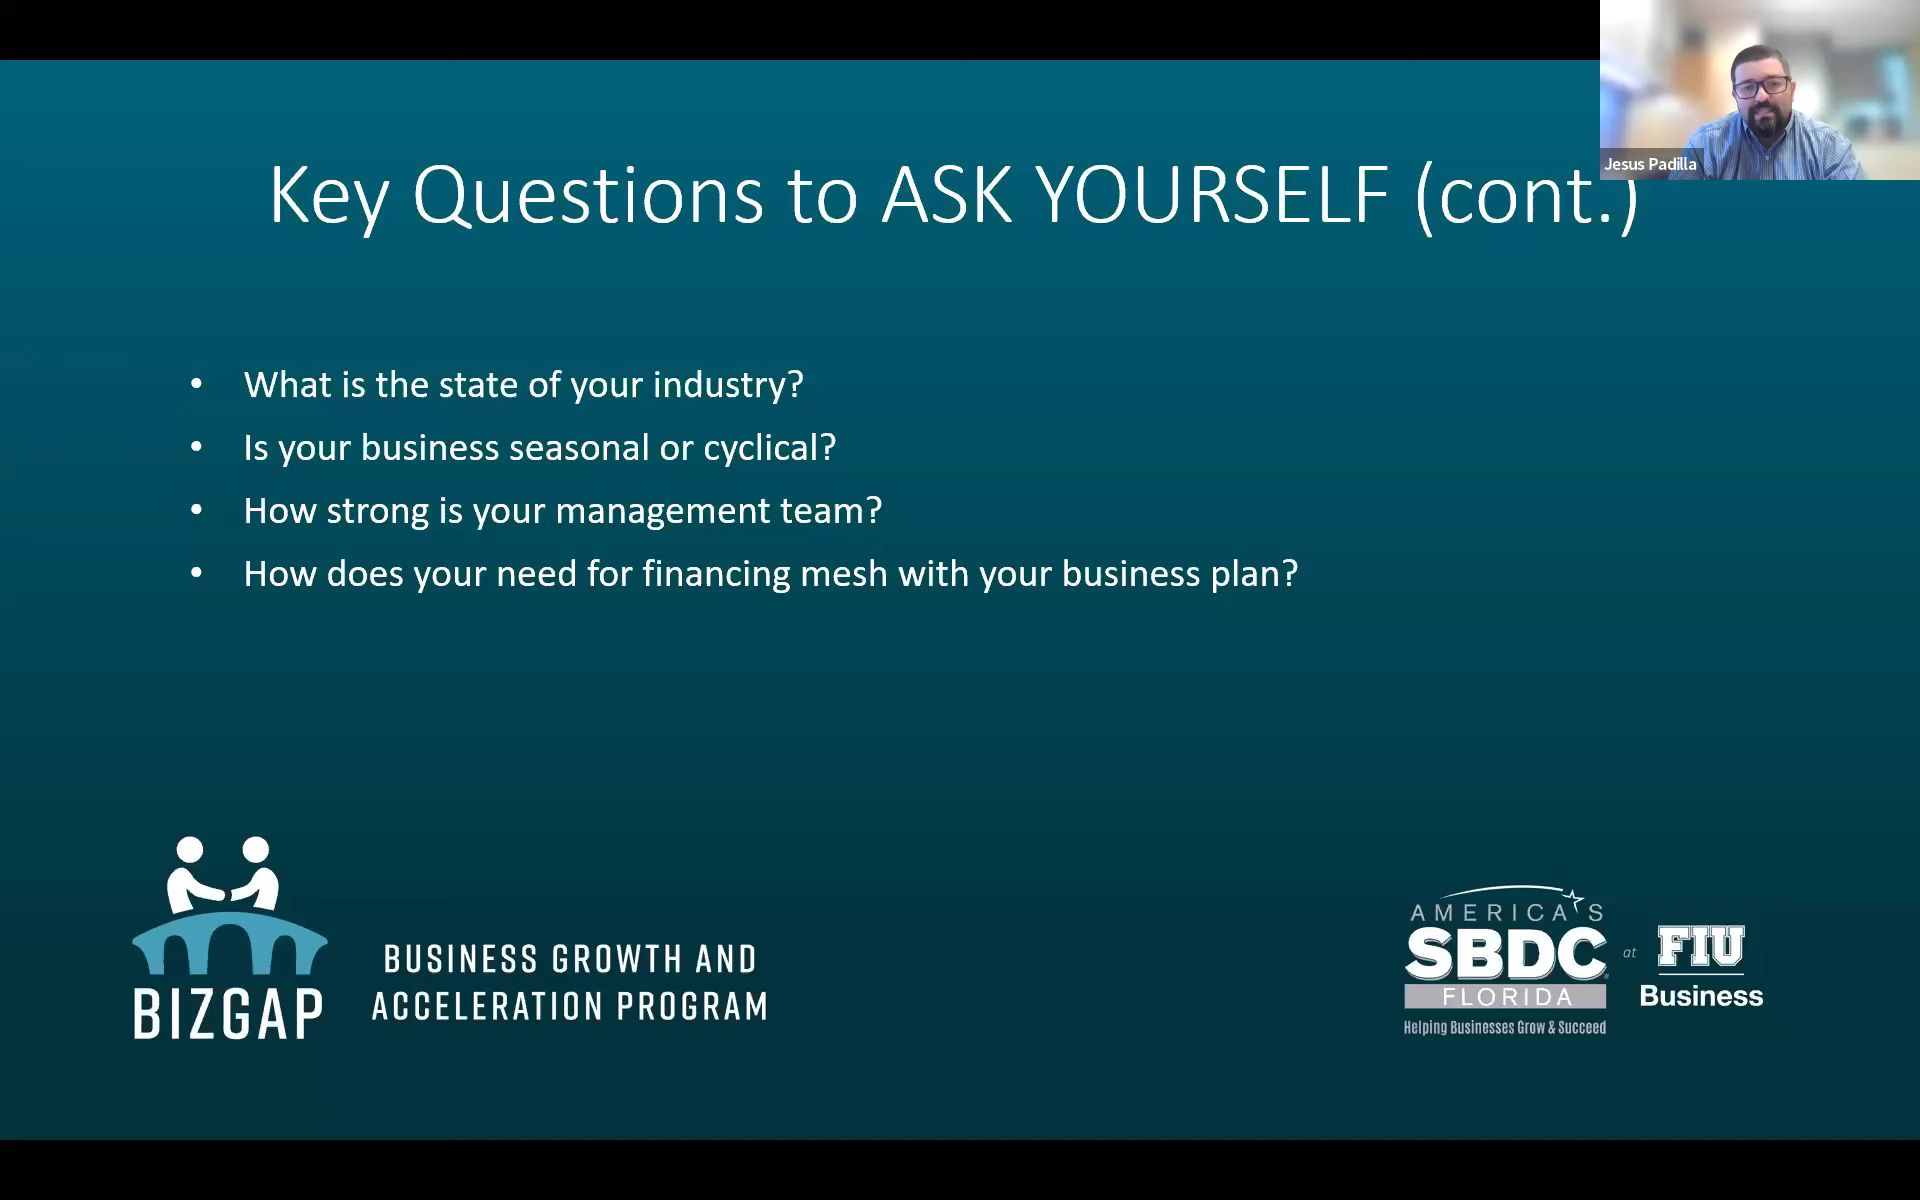 Jesus Padilla
Key Questions to ASK YOURSELF (cont.)
• What is the state of your industry?
• Is your business seasonal or cyclical?
• How strong is your management team?
• How does your need for financing mesh with your business plan?
BIZGAP
BUSINESS GROWTH AND
ACCELERATION PROGRAM
AMERICA'S
SBDC
FLORIDA
Helping Businesses Grow & Succeed
at
FIU
Business